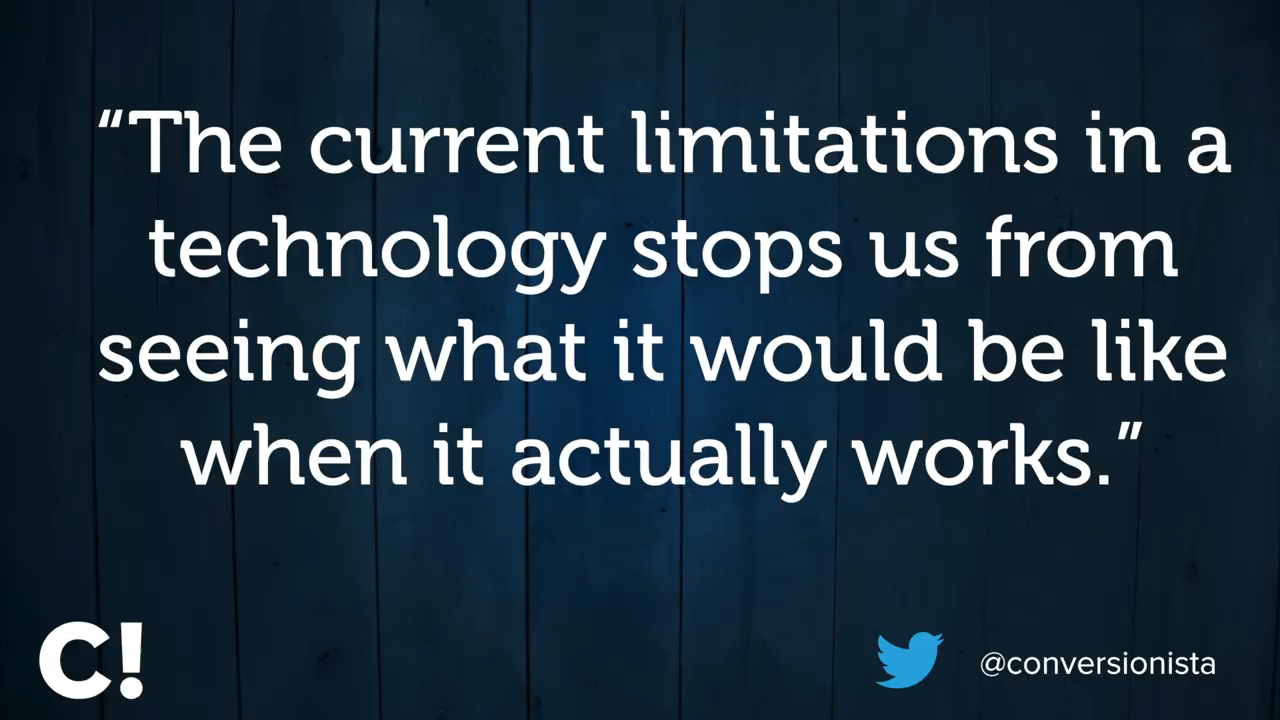 “The current limitations in a
technology stops us from
seeing what it would be like
when it actually works.”
C!
@conversionista